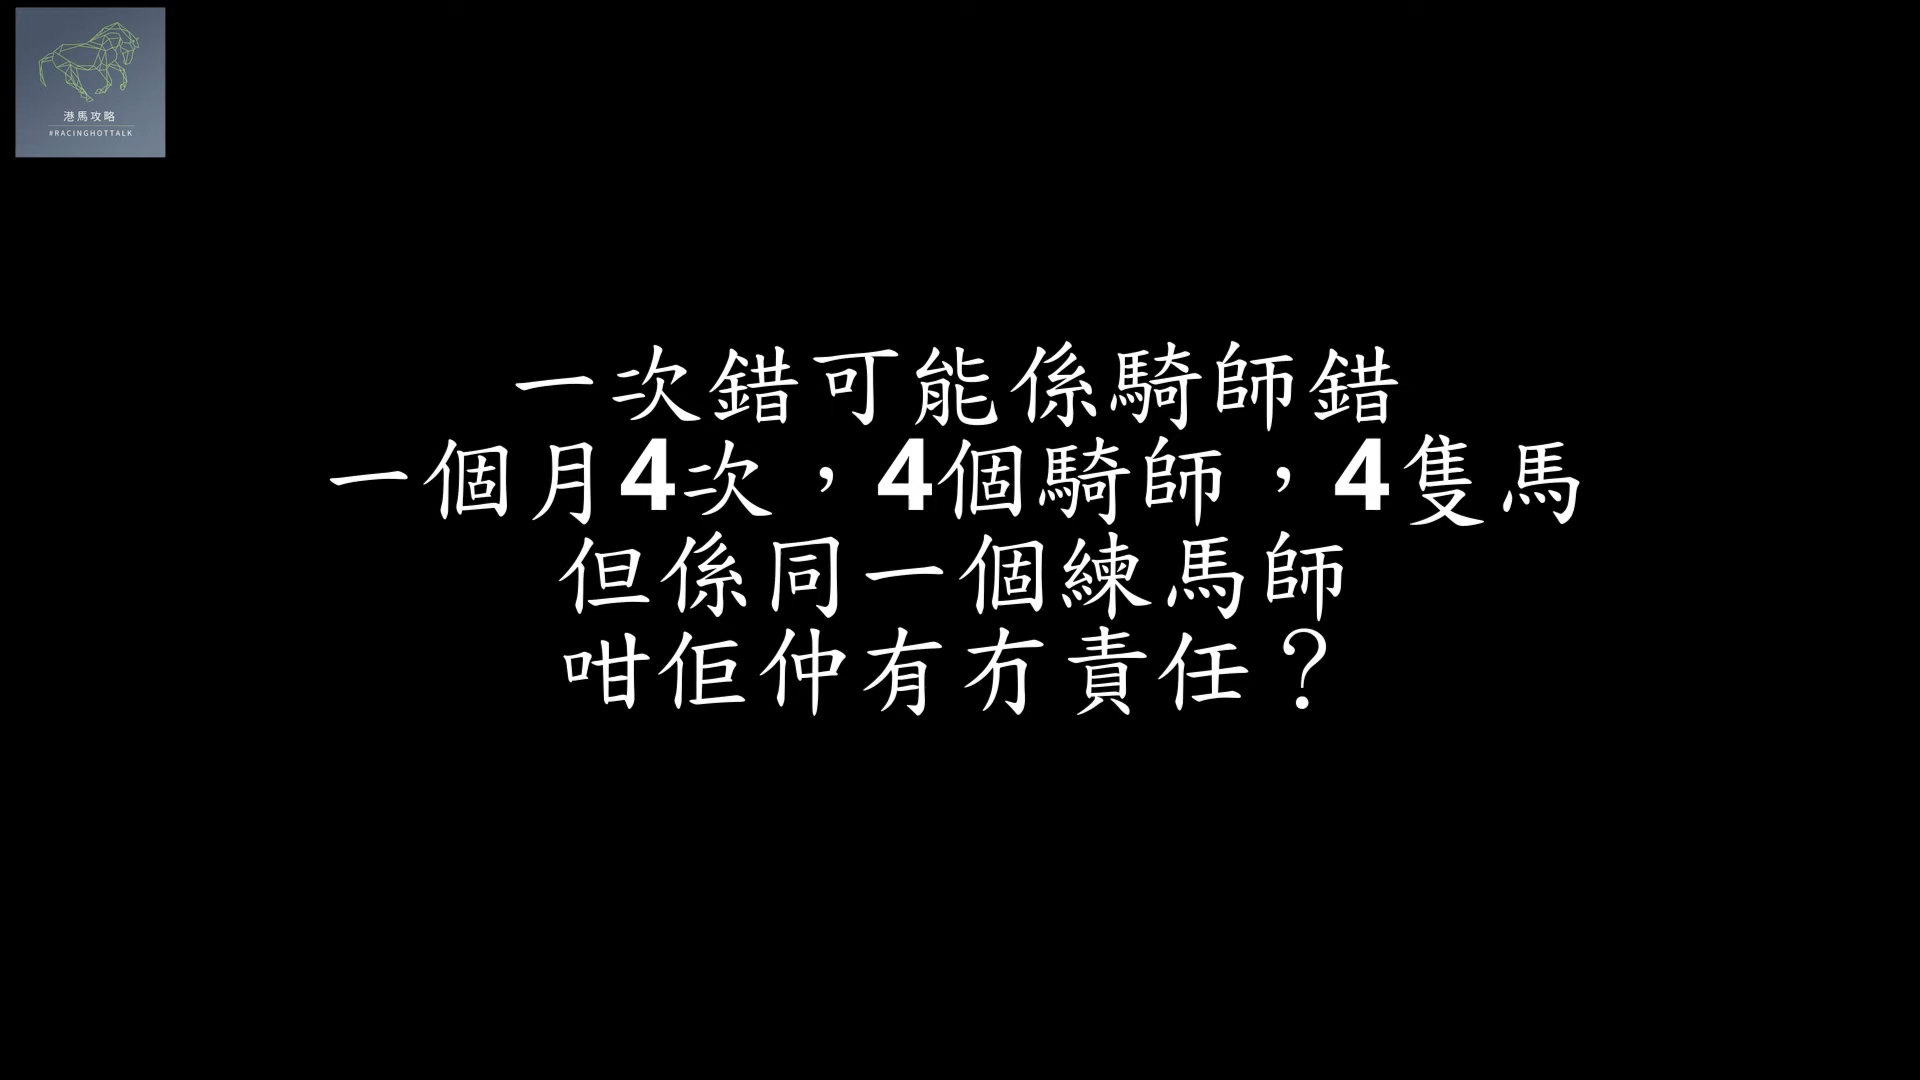 港馬攻略
#RACINGHOTTALK
一次錯可能係騎師錯
一個月4次，4個騎師，4隻馬
但係同一個練馬師
咁佢仲有冇責任？